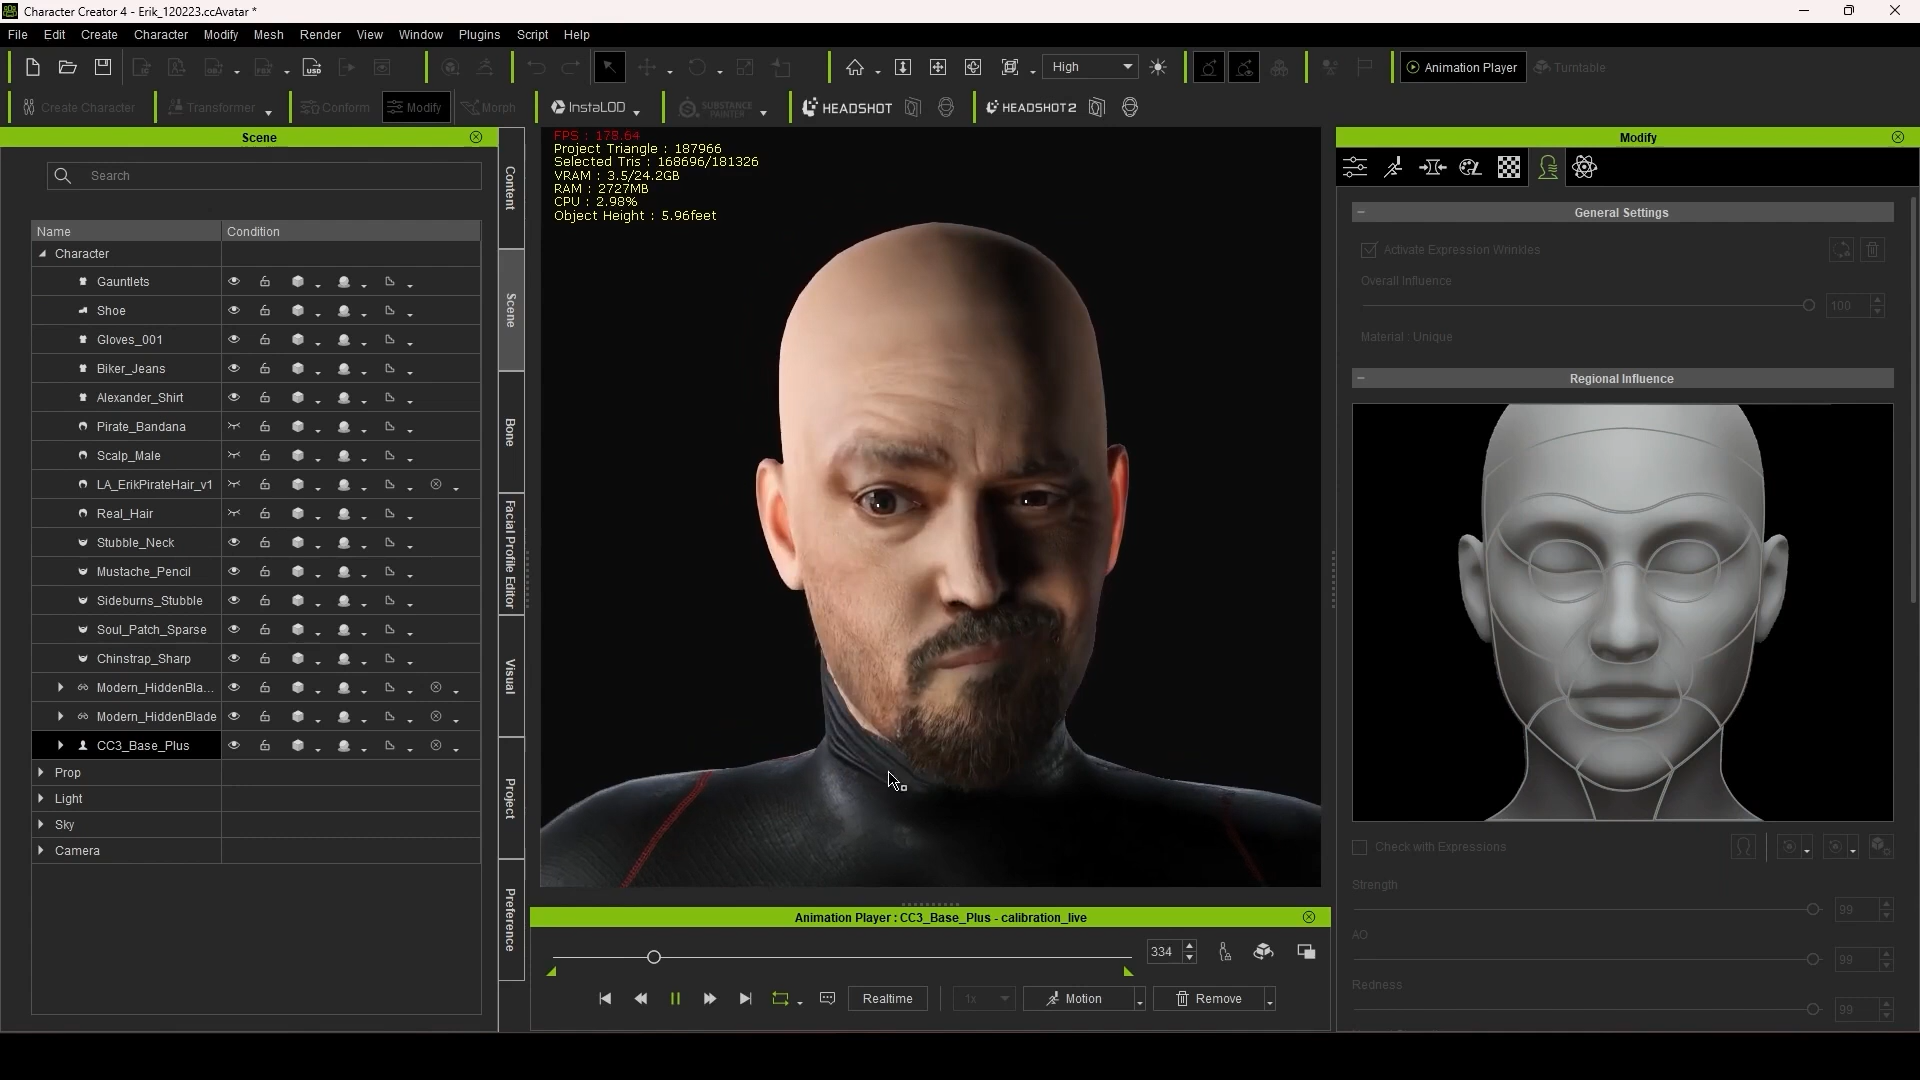 Character Creator 4 - Erik_120223.ccAvatar *
File Edit Create Character Modify Mesh Render View Window Plugins Script Help
High
Animation Player
Turntable
Create Character
Transformer
Conform
Modify
Morph
InstaLOD
SUBSTANCE PAINTER
HEADSHOT
HEADSHOT 2
Scene
Search
Name Condition
Character
Gauntlets
Shoe
Gloves_001
Biker_Jeans
Alexander_Shirt
Pirate_Bandana
Scalp_Male
LA_ErikPirateHair_v1
Real_Hair
Stubble_Neck
Mustache_Pencil
Sideburns_Stubble
Soul_Patch_Sparse
Chinstrap_Sharp
Modern_HiddenBla...
Modern_HiddenBlade
CC3_Base_Plus
Prop
Light
Sky
Camera
Content
Scene
Bone
Facial Profile Editor
Visual
Project
Preference
FPS : 178.64
Project Triangle : 187966
Selected Tris : 168696/181326
VRAM : 3.5/24.2GB
RAM : 2727MB
CPU : 2.98%
Object Height : 5.96feet
Animation Player : CC3_Base_Plus - calibration_live
334
Realtime
1x
Motion
Remove
Modify
General Settings
Activate Expression Wrinkles
Overall Influence
100
Material : Unique
Regional Influence
Check with Expressions
Strength
99
AO
99
Redness
99